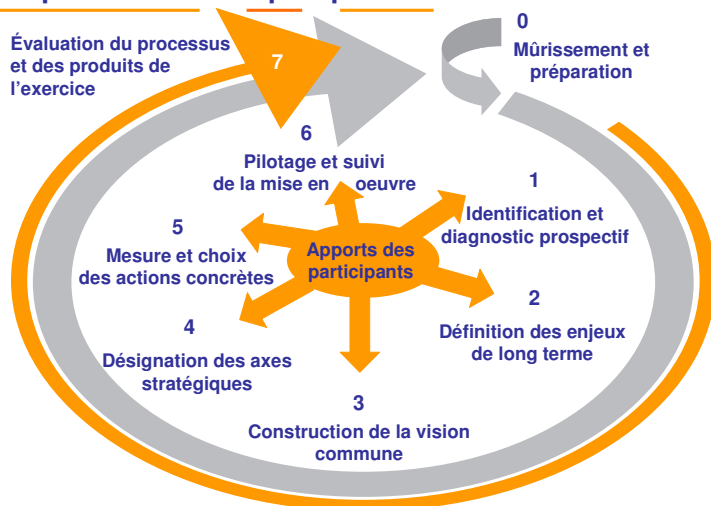 0
Mûrissement et
préparation
1
Identification et
diagnostic prospectif
2
Définition des enjeux
de long terme
3
Construction de la vision
commune
4
Désignation des axes
stratégiques
5
Mesure et choix
des actions concrètes
6
Pilotage et suivi
de la mise en oeuvre
7
Évaluation du processus
et des produits de
l'exercice
Apports des
participants